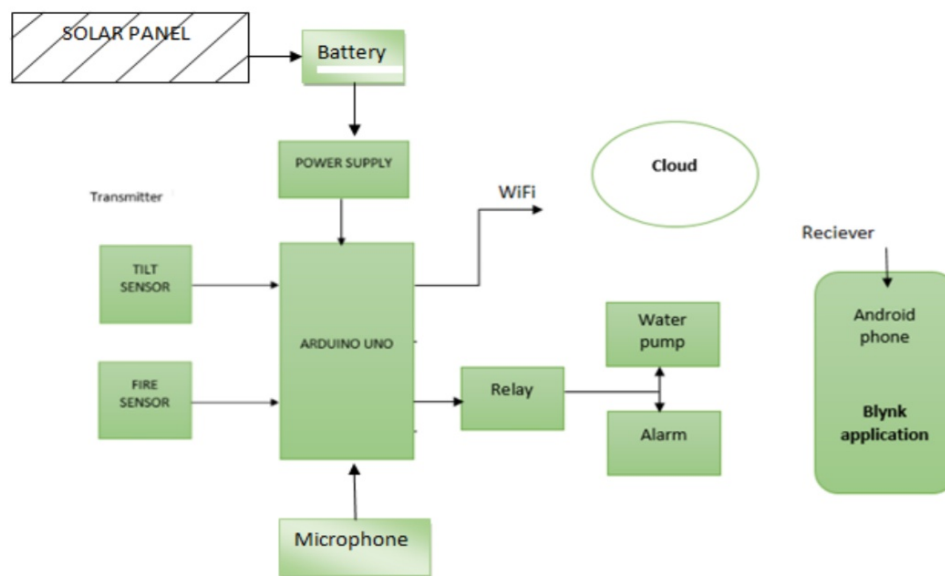 SOLAR PANEL
Battery
POWER SUPPLY
Cloud
WiFi
Transmitter
Reciever
TILT
SENSOR
ARDUINO UNO
Water
pump
Android
phone
FIRE
SENSOR
Relay
Blynk
application
Alarm
Microphone